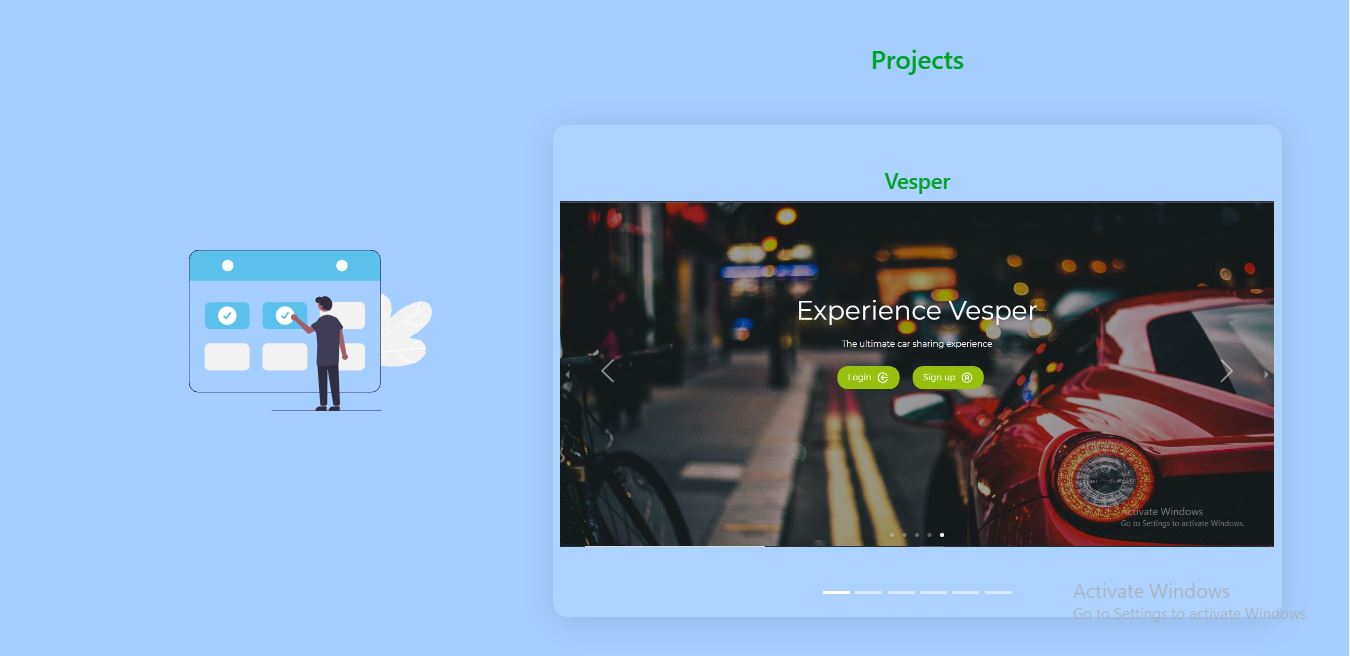 Projects
Vesper
Experience Vesper
The ultimate car sharing experience
Login
Sign up
Activate Windows
Go to Settings to activate Windows.
Activate Windows
Go to Settings to activate Windows.